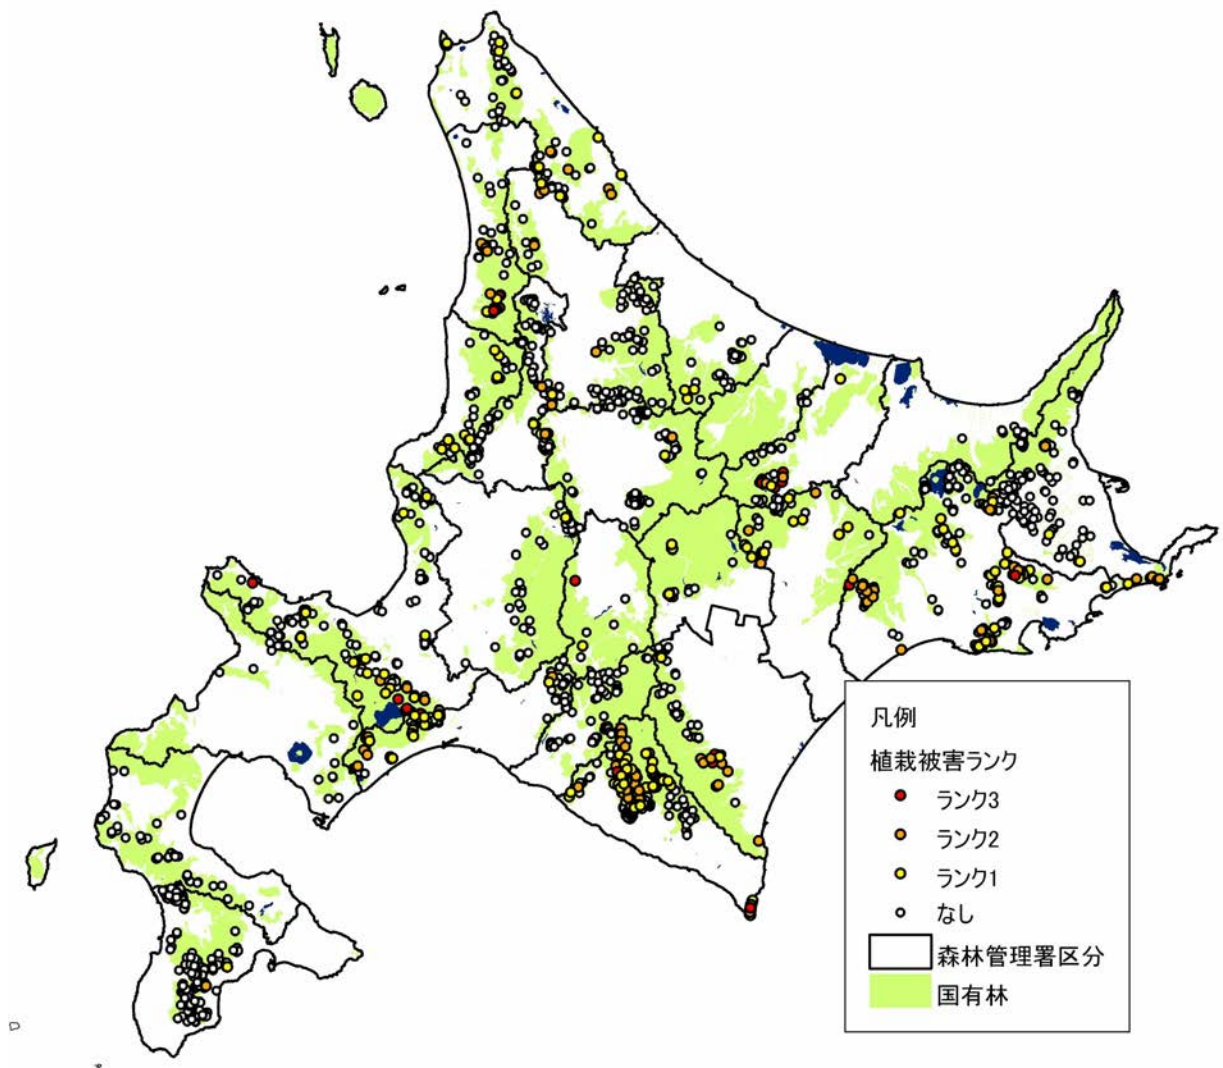 凡例
植栽被害ランク
ランク3
ランク2
ランク1
なし
森林管理署区分
国有林